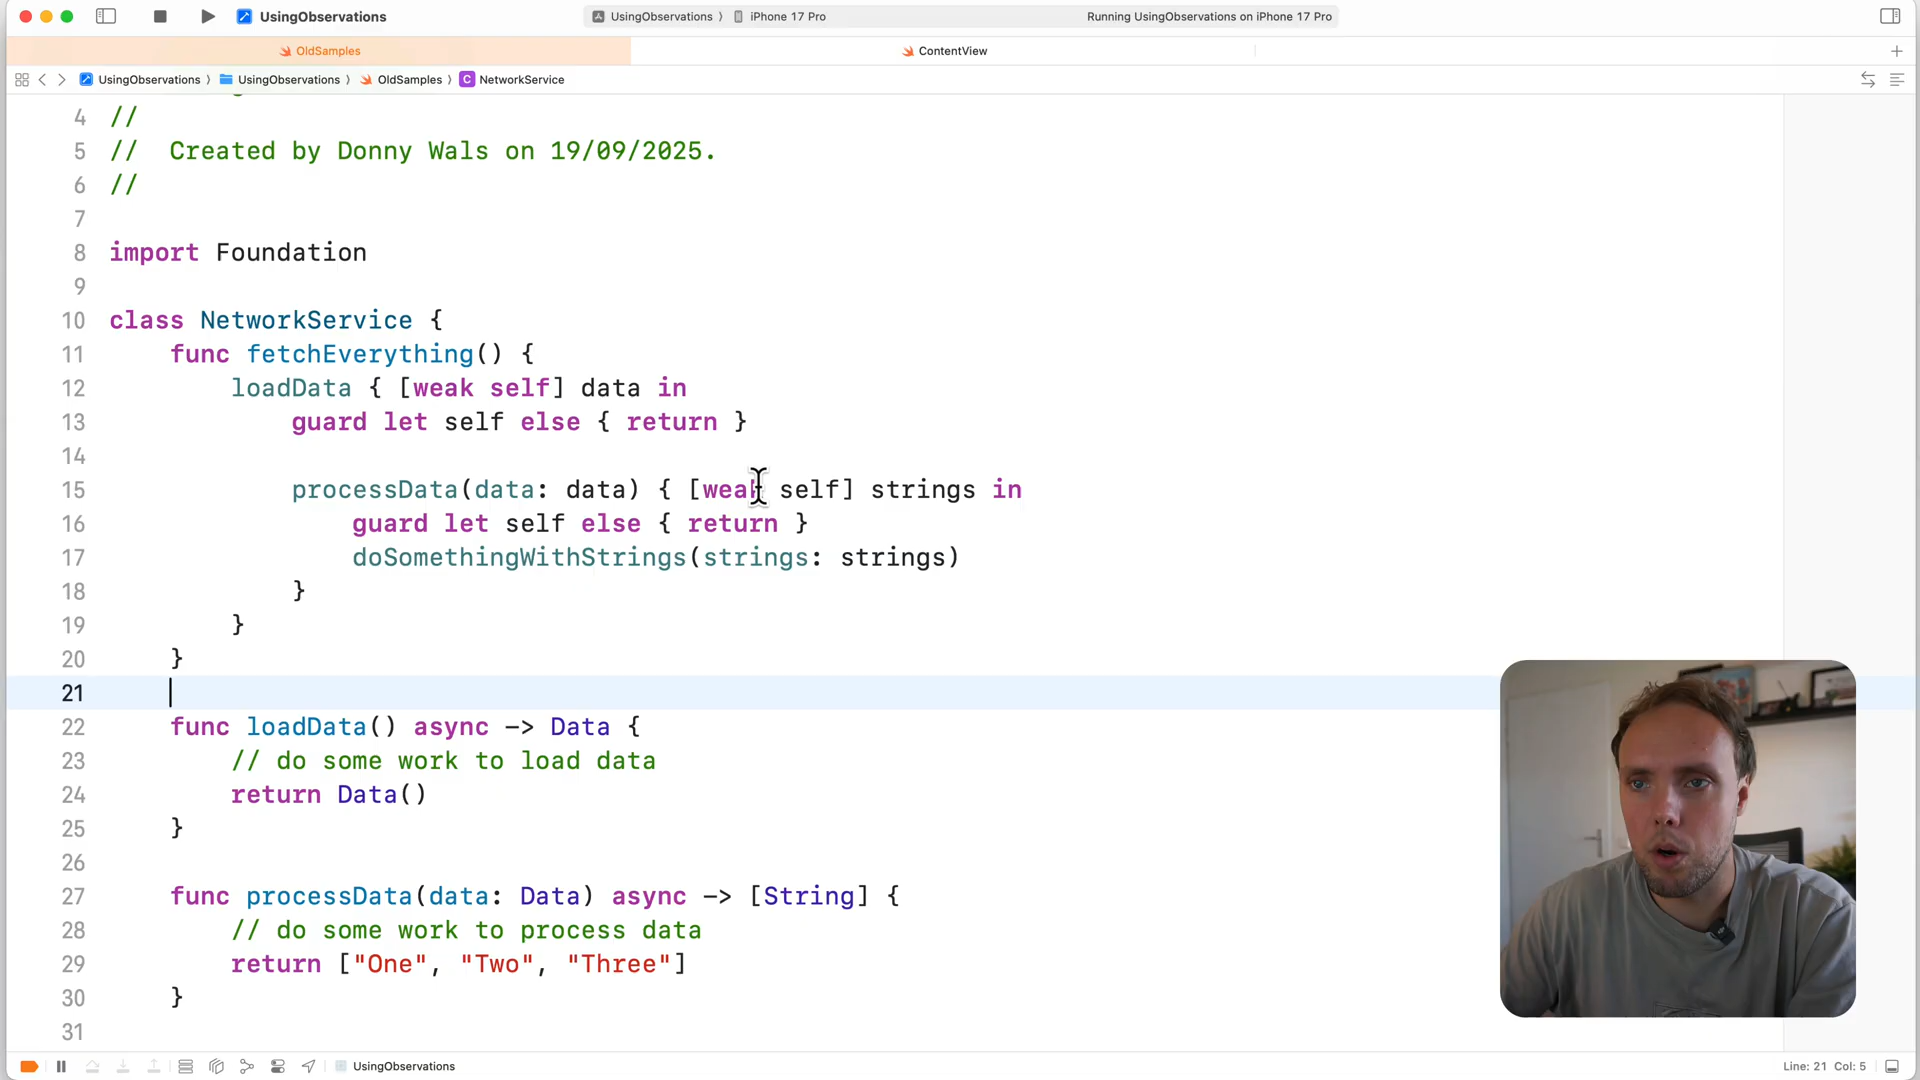 UsingObservations
UsingObservations
iPhone 17 Pro
Running UsingObservations on iPhone 17 Pro
OldSamples
ContentView
UsingObservations
UsingObservations
OldSamples
C NetworkService
4 //
5 //  Created by Donny Wals on 19/09/2025.
6 //
7
8 import Foundation
9
10 class NetworkService {
11     func fetchEverything() {
12         loadData { [weak self] data in
13             guard let self else { return }
14
15             processData(data: data) { [weak self] strings in
16                 guard let self else { return }
17                 doSomethingWithStrings(strings: strings)
18             }
19         }
20     }
21
22     func loadData() async -> Data {
23         // do some work to load data
24         return Data()
25     }
26
27     func processData(data: Data) async -> [String] {
28         // do some work to process data
29         return ["One", "Two", "Three"]
30     }
31
UsingObservations
Line: 21 Col: 5